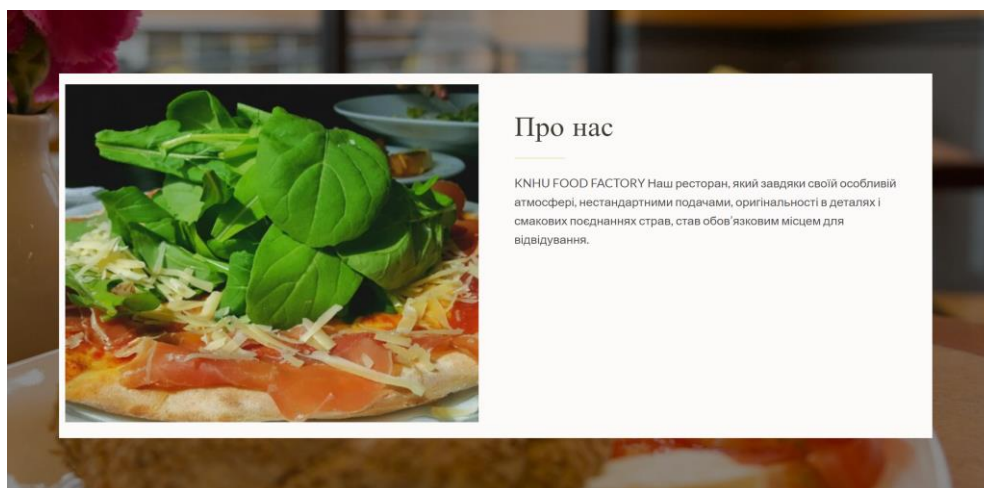 Про нас
KNHU FOOD FACTORY Наш ресторан, який завдяки своїй особливій
атмосфері, нестандартними подачами, оригінальності в деталях і
смакових поєднаннях страв, став обов'язковим місцем для
відвідування.